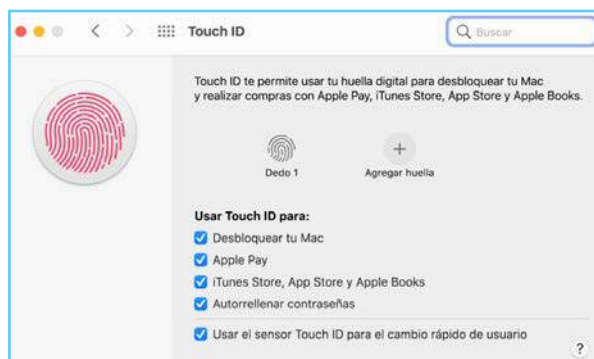 Touch ID
Buscar
Touch ID te permite usar tu huella digital para desbloquear tu Mac
y realizar compras con Apple Pay, iTunes Store, App Store y Apple Books.
Dedo 1
Agregar huella
Usar Touch ID para:
Desbloquear tu Mac
Apple Pay
iTunes Store, App Store y Apple Books
Autorrellenar contraseñas
Usar el sensor Touch ID para el cambio rápido de usuario
?